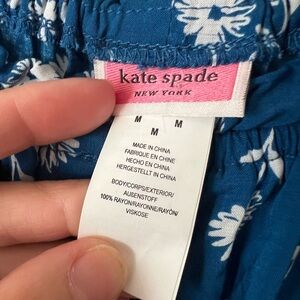 kate spade
NEW YORK
M M
M
MADE IN CHINA
FABRIQUE EN CHINE
HECHO EN CHINA
HERGESTELLT IN CHINA
BODY/CORPS/EXTERIOR/
AUßENSTOFF
100% RAYON/RAYONNE/RAYÓN/
VISKOSE